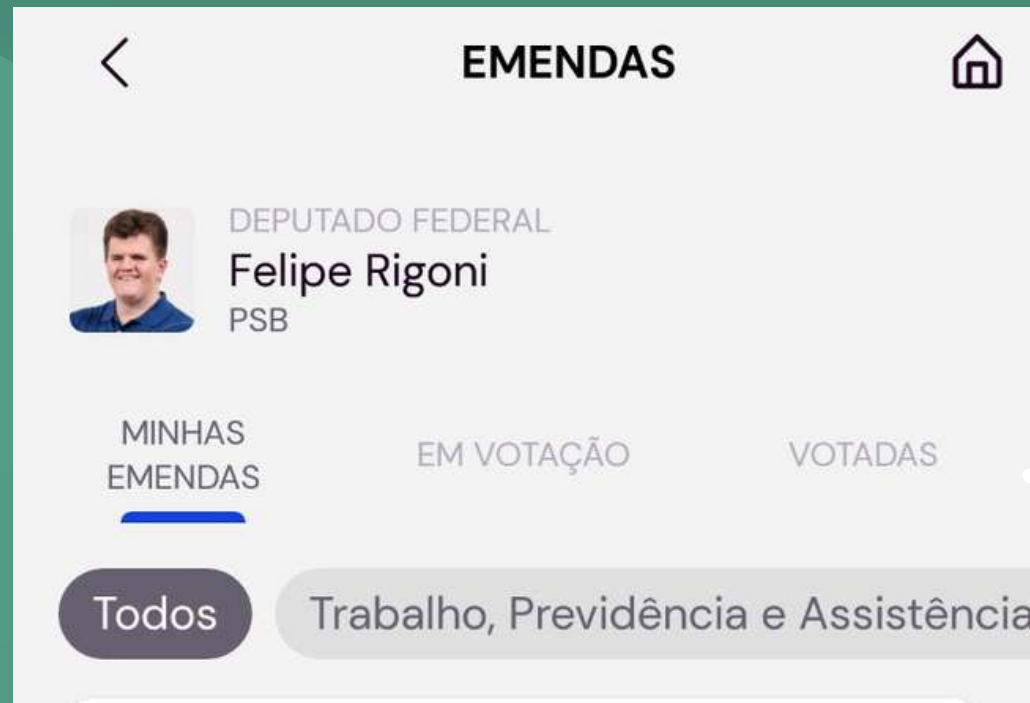 EMENDAS
DEPUTADO FEDERAL
Felipe Rigoni
PSB
MINHAS
EMENDAS
EM VOTAÇÃO
VOTADAS
Todos
Trabalho, Previdência e Assistência